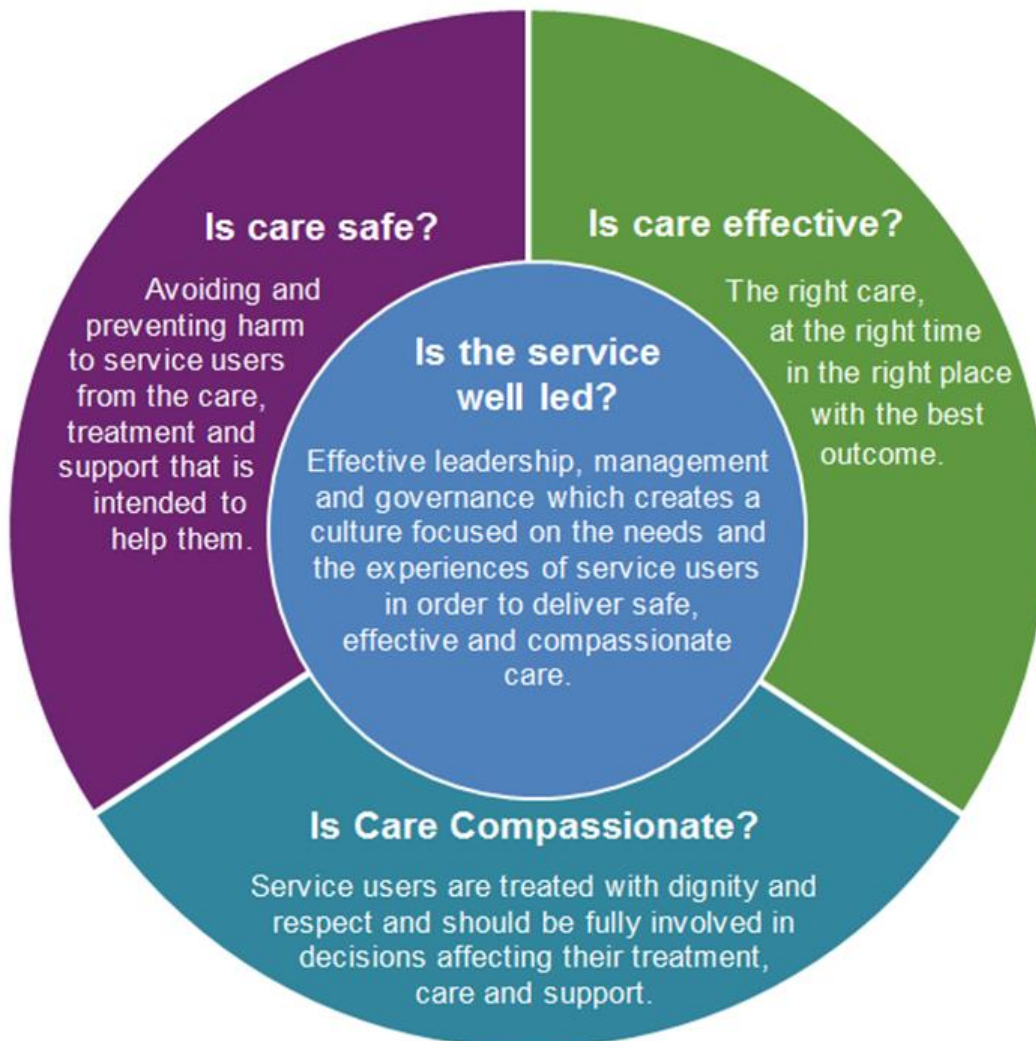 Is care safe?
Avoiding and
preventing harm
to service users
from the care,
treatment and
support that is
intended to
help them.
Is care effective?
The right care,
at the right time
in the right place
with the best
outcome.
Is the service
well led?
Effective leadership, management
and governance which creates a
culture focused on the needs and
the experiences of service users
in order to deliver safe,
effective and compassionate
care.
Is Care Compassionate?
Service users are treated with dignity and
respect and should be fully involved in
decisions affecting their treatment,
care and support.